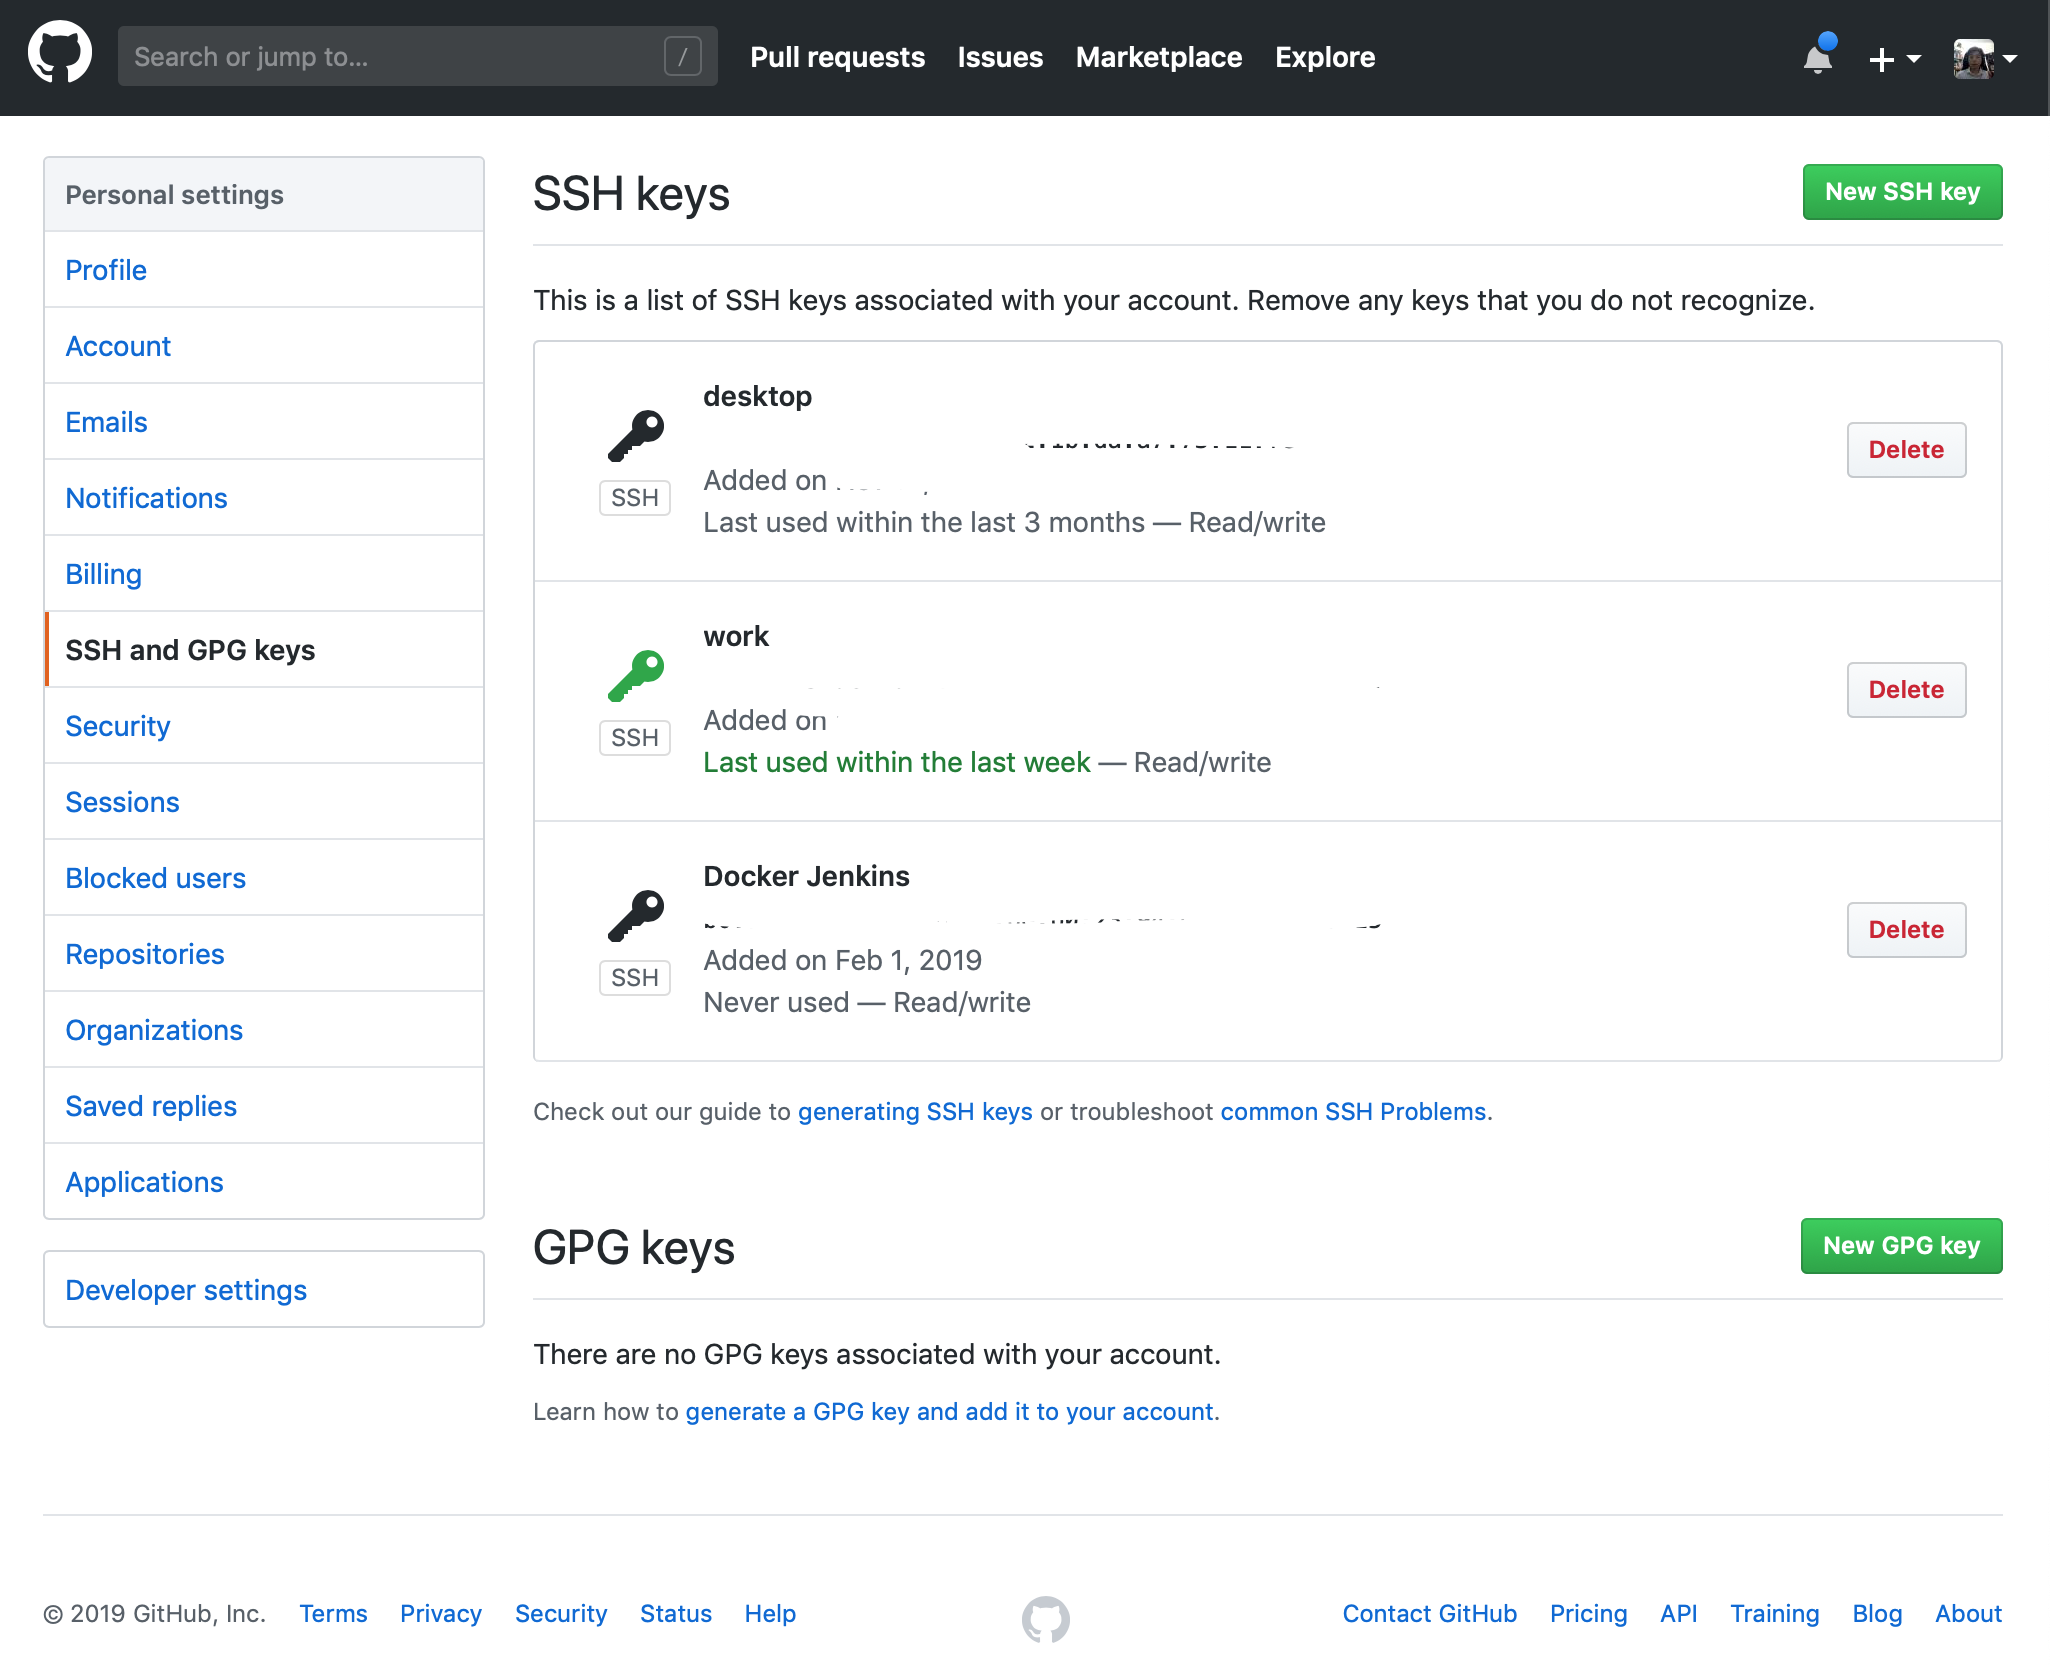 Search or jump to...
/
Pull requests
Issues
Marketplace
Explore
Personal settings
Profile
Account
Emails
Notifications
Billing
SSH and GPG keys
Security
Sessions
Blocked users
Repositories
Organizations
Saved replies
Applications
Developer settings
SSH keys
New SSH key
This is a list of SSH keys associated with your account. Remove any keys that you do not recognize.
desktop
SSH
Added on
Last used within the last 3 months — Read/write
Delete
work
SSH
Added on
Last used within the last week — Read/write
Delete
Docker Jenkins
SSH
Added on Feb 1, 2019
Never used — Read/write
Delete
Check out our guide to generating SSH keys or troubleshoot common SSH Problems.
GPG keys
New GPG key
There are no GPG keys associated with your account.
Learn how to generate a GPG key and add it to your account.
© 2019 GitHub, Inc.
Terms
Privacy
Security
Status
Help
Contact GitHub
Pricing
API
Training
Blog
About